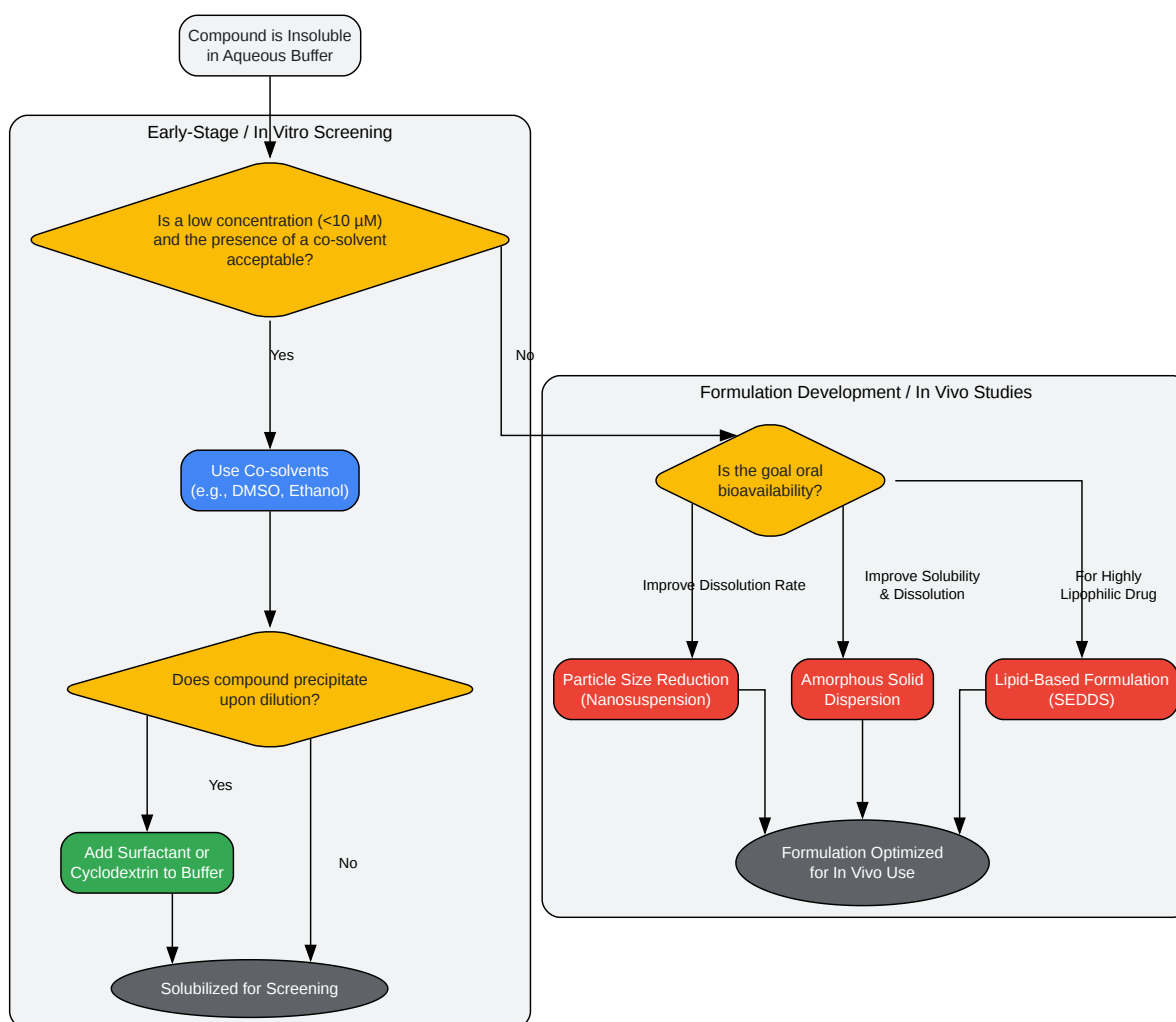 Compound is Insoluble
in Aqueous Buffer
Early-Stage / In Vitro Screening
Is a low concentration (<10 µM)
and the presence of a co-solvent
acceptable?
Yes
No
Use Co-solvents
(e.g., DMSO, Ethanol)
Does compound precipitate
upon dilution?
Yes
No
Add Surfactant or
Cyclodextrin to Buffer
Solubilized for Screening
Formulation Development / In Vivo Studies
Is the goal oral
bioavailability?
Improve Dissolution Rate
Improve Solubility
& Dissolution
For Highly
Lipophilic Drug
Particle Size Reduction
(Nanosuspension)
Amorphous Solid
Dispersion
Lipid-Based Formulation
(SEDDS)
Formulation Optimized
for In Vivo Use